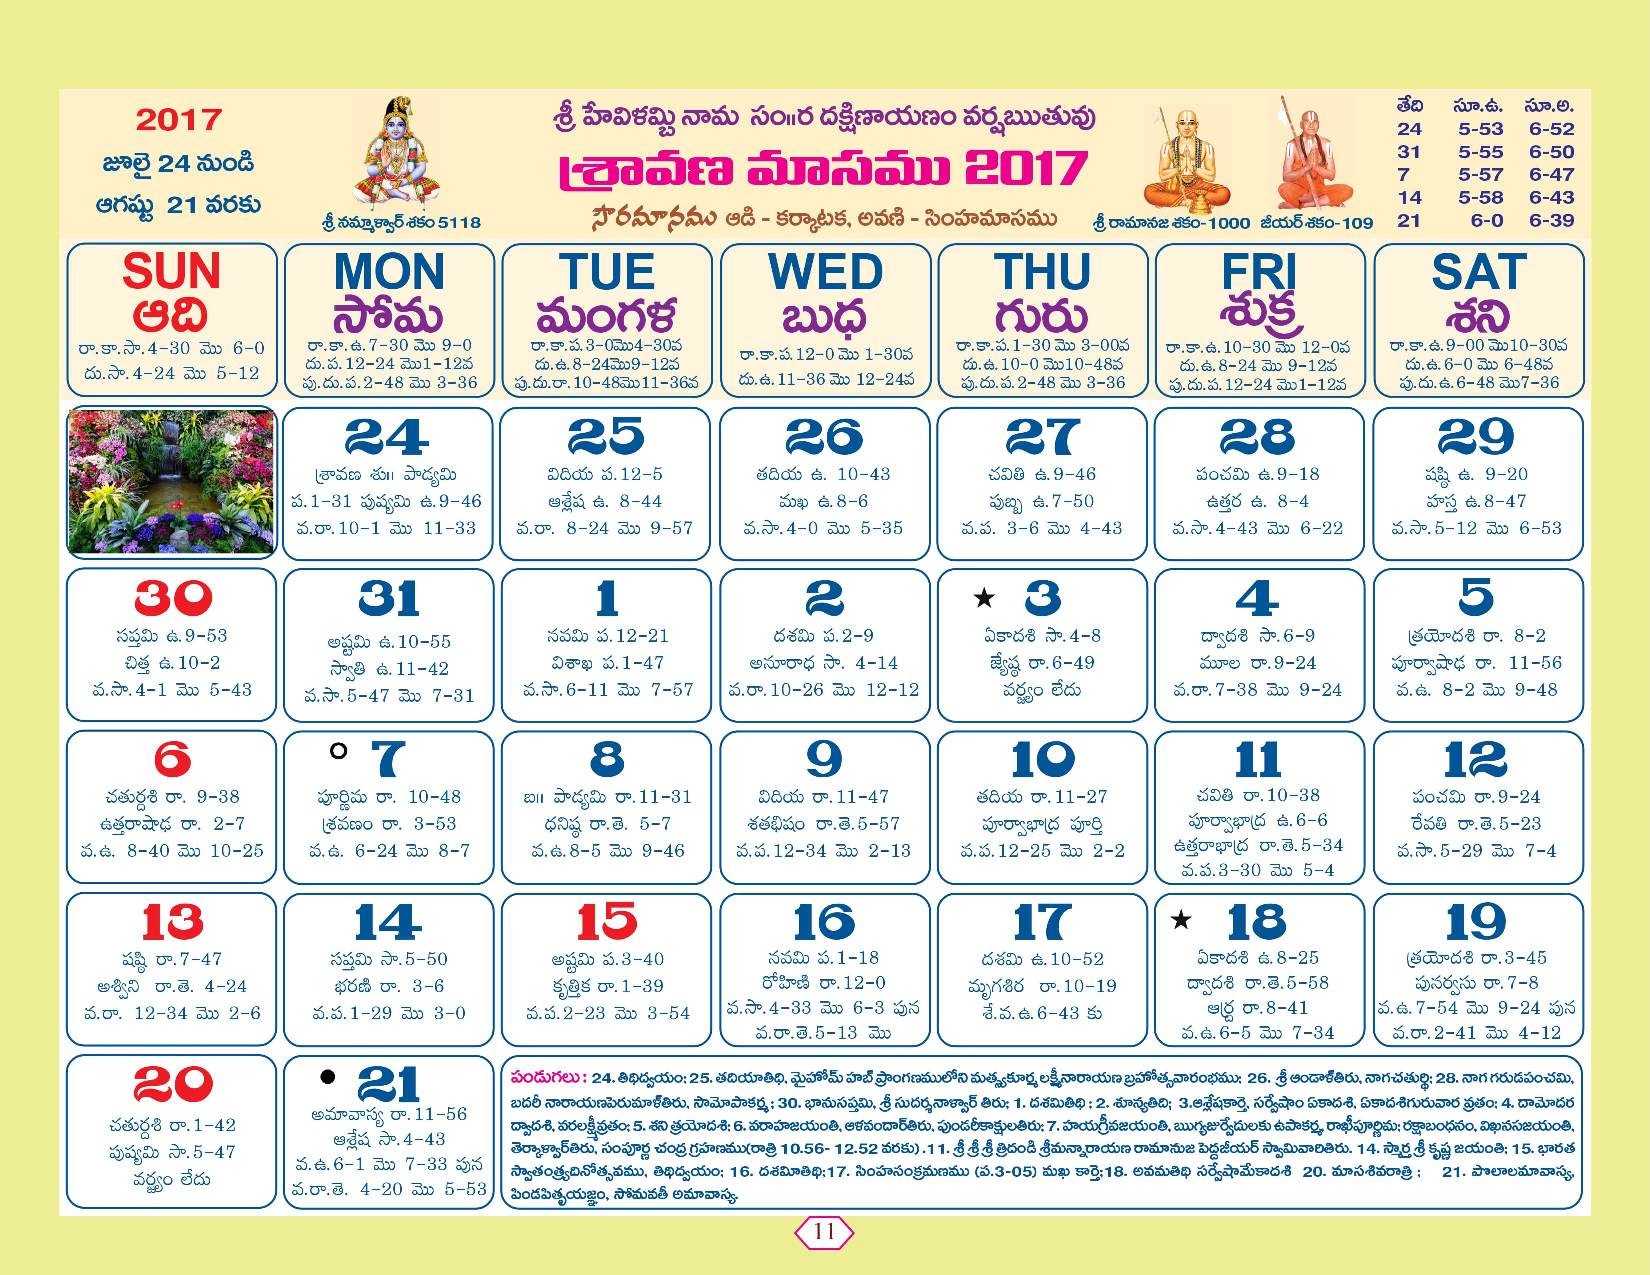 2017
జూలై 24 నుండి
ఆగష్టు 21 వరకు
శ్రీ నమ్మాళ్వార్ శకం 5118
శ్రీ హేవిళమ్బి నామ సం॥ర దక్షిణాయణం వర్షఋతువు
శ్రావణ మాసము 2017
సౌరమానము ఆడి - కర్కాటక, అవణి - సింహమాసము
శ్రీ రామానజ శకం-1000 జీయర్ శకం-109
తేది సూ.ఉ. సూ.అ.
24 5-53 6-52
31 5-55 6-50
7 5-57 6-47
14 5-58 6-43
21 6-0 6-39
SUN
ఆది
రా.కా.సా.4-30 మొ 6-0
దు.సా.4-24 మొ 5-12
MON
సోమ
రా.కా.ఉ.7-30 మొ 9-0
దు.ప.12-24 మొ1-12వ
పు.దు.ప.2-48 మొ 3-36
TUE
మంగళ
రా.కా.ప.3-0మొ4-30వ
దు.ఉ.8-24మొ9-12వ
పు.దు.రా.10-48మొ11-36వ
WED
బుధ
రా.కా.ప.12-0 మొ 1-30వ
దు.ఉ.11-36 మొ 12-24వ
THU
గురు
రా.కా.ప.1-30 మొ 3-00వ
దు.ఉ.10-0 మొ10-48వ
పు.దు.ప.2-48 మొ 3-36
FRI
శుక్ర
రా.కా.ఉ.10-30 మొ 12-0వ
దు.ఉ.8-24 మొ 9-12వ
పు.దు.ప.12-24 మొ1-12వ
SAT
శని
రా.కా.ఉ.9-00 మొ10-30వ
దు.ఉ.6-0 మొ 6-48వ
పు.దు.ఉ.6-48 మొ7-36
24
శ్రావణ శు॥ పాడ్యమి
ప.1-31 పుష్యమి ఉ.9-46
వ.రా.10-1 మొ 11-33
25
విదియ ప.12-5
ఆశ్లేష ఉ. 8-44
వ.రా. 8-24 మొ 9-57
26
తదియ ఉ. 10-43
మఖ ఉ.8-6
వ.సా.4-0 మొ 5-35
27
చవితి ఉ.9-46
పుబ్బ ఉ.7-50
వ.ప. 3-6 మొ 4-43
28
పంచమి ఉ.9-18
ఉత్తర ఉ. 8-4
వ.సా.4-43 మొ 6-22
29
షష్ఠి ఉ. 9-20
హస్త ఉ.8-47
వ.సా.5-12 మొ 6-53
30
సప్తమి ఉ.9-53
చిత్త ఉ.10-2
వ.సా.4-1 మొ 5-43
31
అష్టమి ఉ.10-55
స్వాతి ఉ.11-42
వ.సా.5-47 మొ 7-31
1
నవమి ప.12-21
విశాఖ ప.1-47
వ.సా.6-11 మొ 7-57
2
దశమి ప.2-9
అనూరాధ సా. 4-14
వ.రా.10-26 మొ 12-12
★ 3
ఏకాదశి సా.4-8
జ్యేష్ఠ రా.6-49
వర్జ్యం లేదు
4
ద్వాదశి సా.6-9
మూల రా.9-24
వ.రా.7-38 మొ 9-24
5
త్రయోదశి రా. 8-2
పూర్వాషాఢ రా. 11-56
వ.ఉ. 8-2 మొ 9-48
6
చతుర్దశి రా. 9-38
ఉత్తరాషాఢ రా. 2-7
వ.ఉ. 8-40 మొ 10-25
7
పూర్ణిమ రా. 10-48
శ్రవణం రా. 3-53
వ.ఉ. 6-24 మొ 8-7
8
బ॥ పాడ్యమి రా.11-31
ధనిష్ఠ రా.తె. 5-7
వ.ఉ.8-5 మొ 9-46
9
విదియ రా.11-47
శతభిషం రా.తె.5-57
వ.ప.12-34 మొ 2-13
10
తదియ రా.11-27
పూర్వాభాద్ర పూర్తి
వ.ప.12-25 మొ 2-2
11
చవితి రా.10-38
పూర్వాభాద్ర ఉ.6-6
ఉత్తరాభాద్ర రా.తె.5-34
వ.ప.3-30 మొ 5-4
12
పంచమి రా.9-24
రేవతి రా.తె.5-23
వ.సా.5-29 మొ 7-4
13
షష్ఠి రా.7-47
అశ్విని రా.తె. 4-24
వ.రా. 12-34 మొ 2-6
14
సప్తమి సా.5-50
భరణి రా. 3-6
వ.ప.1-29 మొ 3-0
15
అష్టమి ప.3-40
కృత్తిక రా.1-39
వ.ప.2-23 మొ 3-54
16
నవమి ప.1-18
రోహిణి రా.12-0
వ.సా.4-33 మొ 6-3 పున
వ.రా.తె.5-13 మొ
17
దశమి ఉ.10-52
మృగశిర రా.10-19
శే.వ.ఉ.6-43 కు
★ 18
ఏకాదశి ఉ.8-25
ద్వాదశి రా.తె.5-58
ఆర్ద్ర రా.8-41
వ.ఉ.6-5 మొ 7-34
19
త్రయోదశి రా.3-45
పునర్వసు రా.7-8
వ.ఉ.7-54 మొ 9-24 పున
వ.రా.2-41 మొ 4-12
20
చతుర్దశి రా.1-42
పుష్యమి సా.5-47
వర్జ్యం లేదు
21
అమావాస్య రా.11-56
ఆశ్లేష సా.4-43
వ.ఉ.6-1 మొ 7-33 పున
వ.రా.తె. 4-20 మొ 5-53
పండుగలు : 24. తిథిద్వయం; 25. తదియాతిథి, మైహోమ్ హబ్ ప్రాంగణములోని మత్స్యకూర్మ లక్ష్మీనారాయణ బ్రహోత్సవారంభము; 26. శ్రీ ఆండాళ్‌తిరు, నాగచతుర్థి; 28. నాగ గరుడపంచమి,
బదరీ నారాయణపెరుమాళ్‌తిరు, సామోపాకర్మ ; 30. భానుసప్తమి, శ్రీ సుదర్శనాళ్వార్ తిరు; 1. దశమితిథి ; 2. శూన్యతిది; 3.ఆశ్లేషకార్తె, సర్వేషాం ఏకాదశి, ఏకాదశిగురువార వ్రతం; 4. దామోదర
ద్వాదశి, వరలక్ష్మీవ్రతం; 5. శని త్రయోదశి; 6. వరాహజయంతి, ఆళవందార్‌తిరు, పుండరీకాక్షులతిరు; 7. హయగ్రీవజయంతి, ఋగ్యజుర్వేదులకు ఉపాకర్మ, రాఖీపూర్ణిమ; రక్షాబంధనం, విఖనసజయంతి,
తెర్కాళ్వార్‌తిరు, సంపూర్ణ చంద్ర గ్రహణము(రాత్రి 10.56- 12.52 వరకు) .11. శ్రీ శ్రీ శ్రీ త్రిదండి శ్రీమన్నారాయణ రామానుజ పెద్దజీయర్ స్వామివారితిరు. 14. స్మార్త శ్రీ కృష్ణ జయంతి; 15. భారత
స్వాతంత్ర్యదినోత్సవము, తిథిద్వయం; 16. దశమీతిథి;17. సింహసంక్రమణము (ప.3-05) మఖ కార్తె;18. అవమతిథి సర్వేషామేకాదశి 20. మాసశివరాత్రి ; 21. పొలాలమావాస్య,
పిండపితృయజ్ఞం, సోమవతీ అమావాస్య.
11